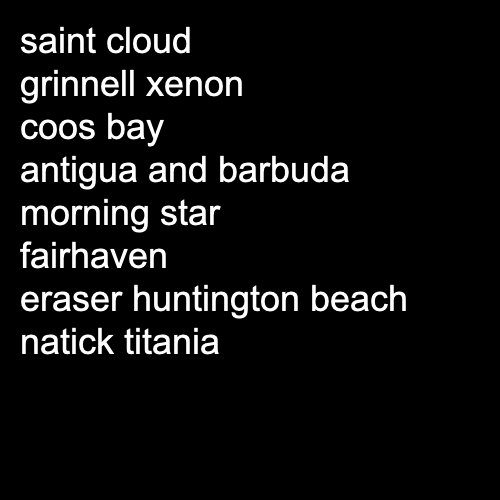 saint cloud
grinnell xenon
coos bay
antigua and barbuda
morning star
fairhaven
eraser huntington beach
natick titania